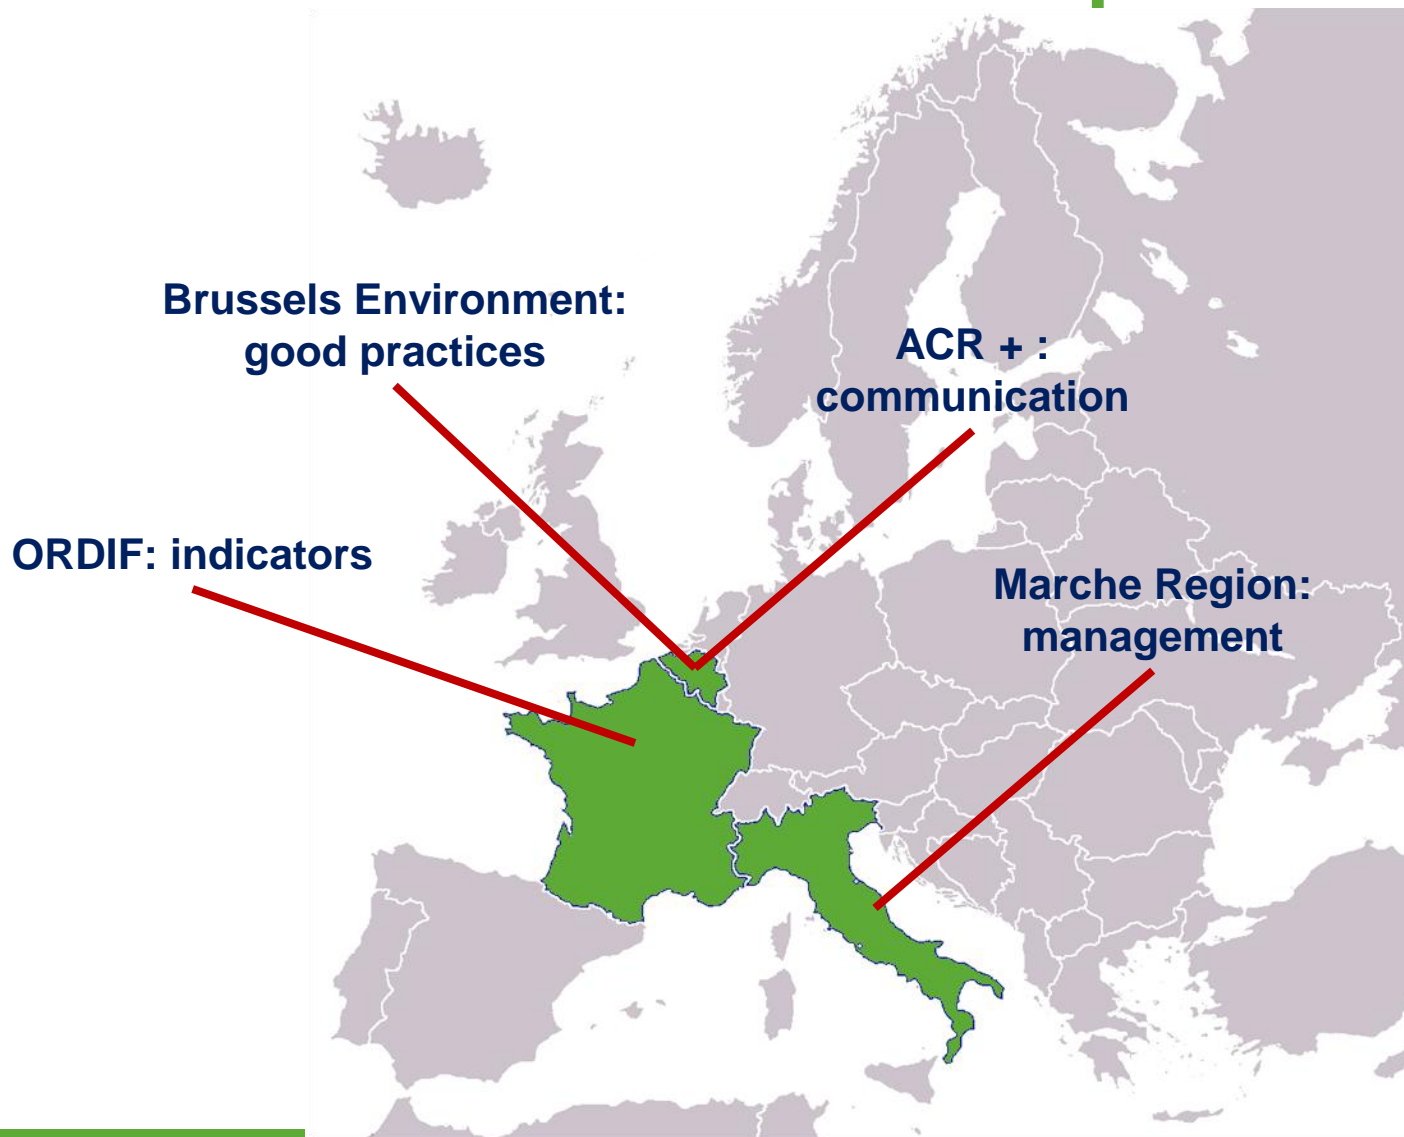 Brussels Environment:
good practices
ACR + :
communication
ORDIF: indicators
Marche Region:
management